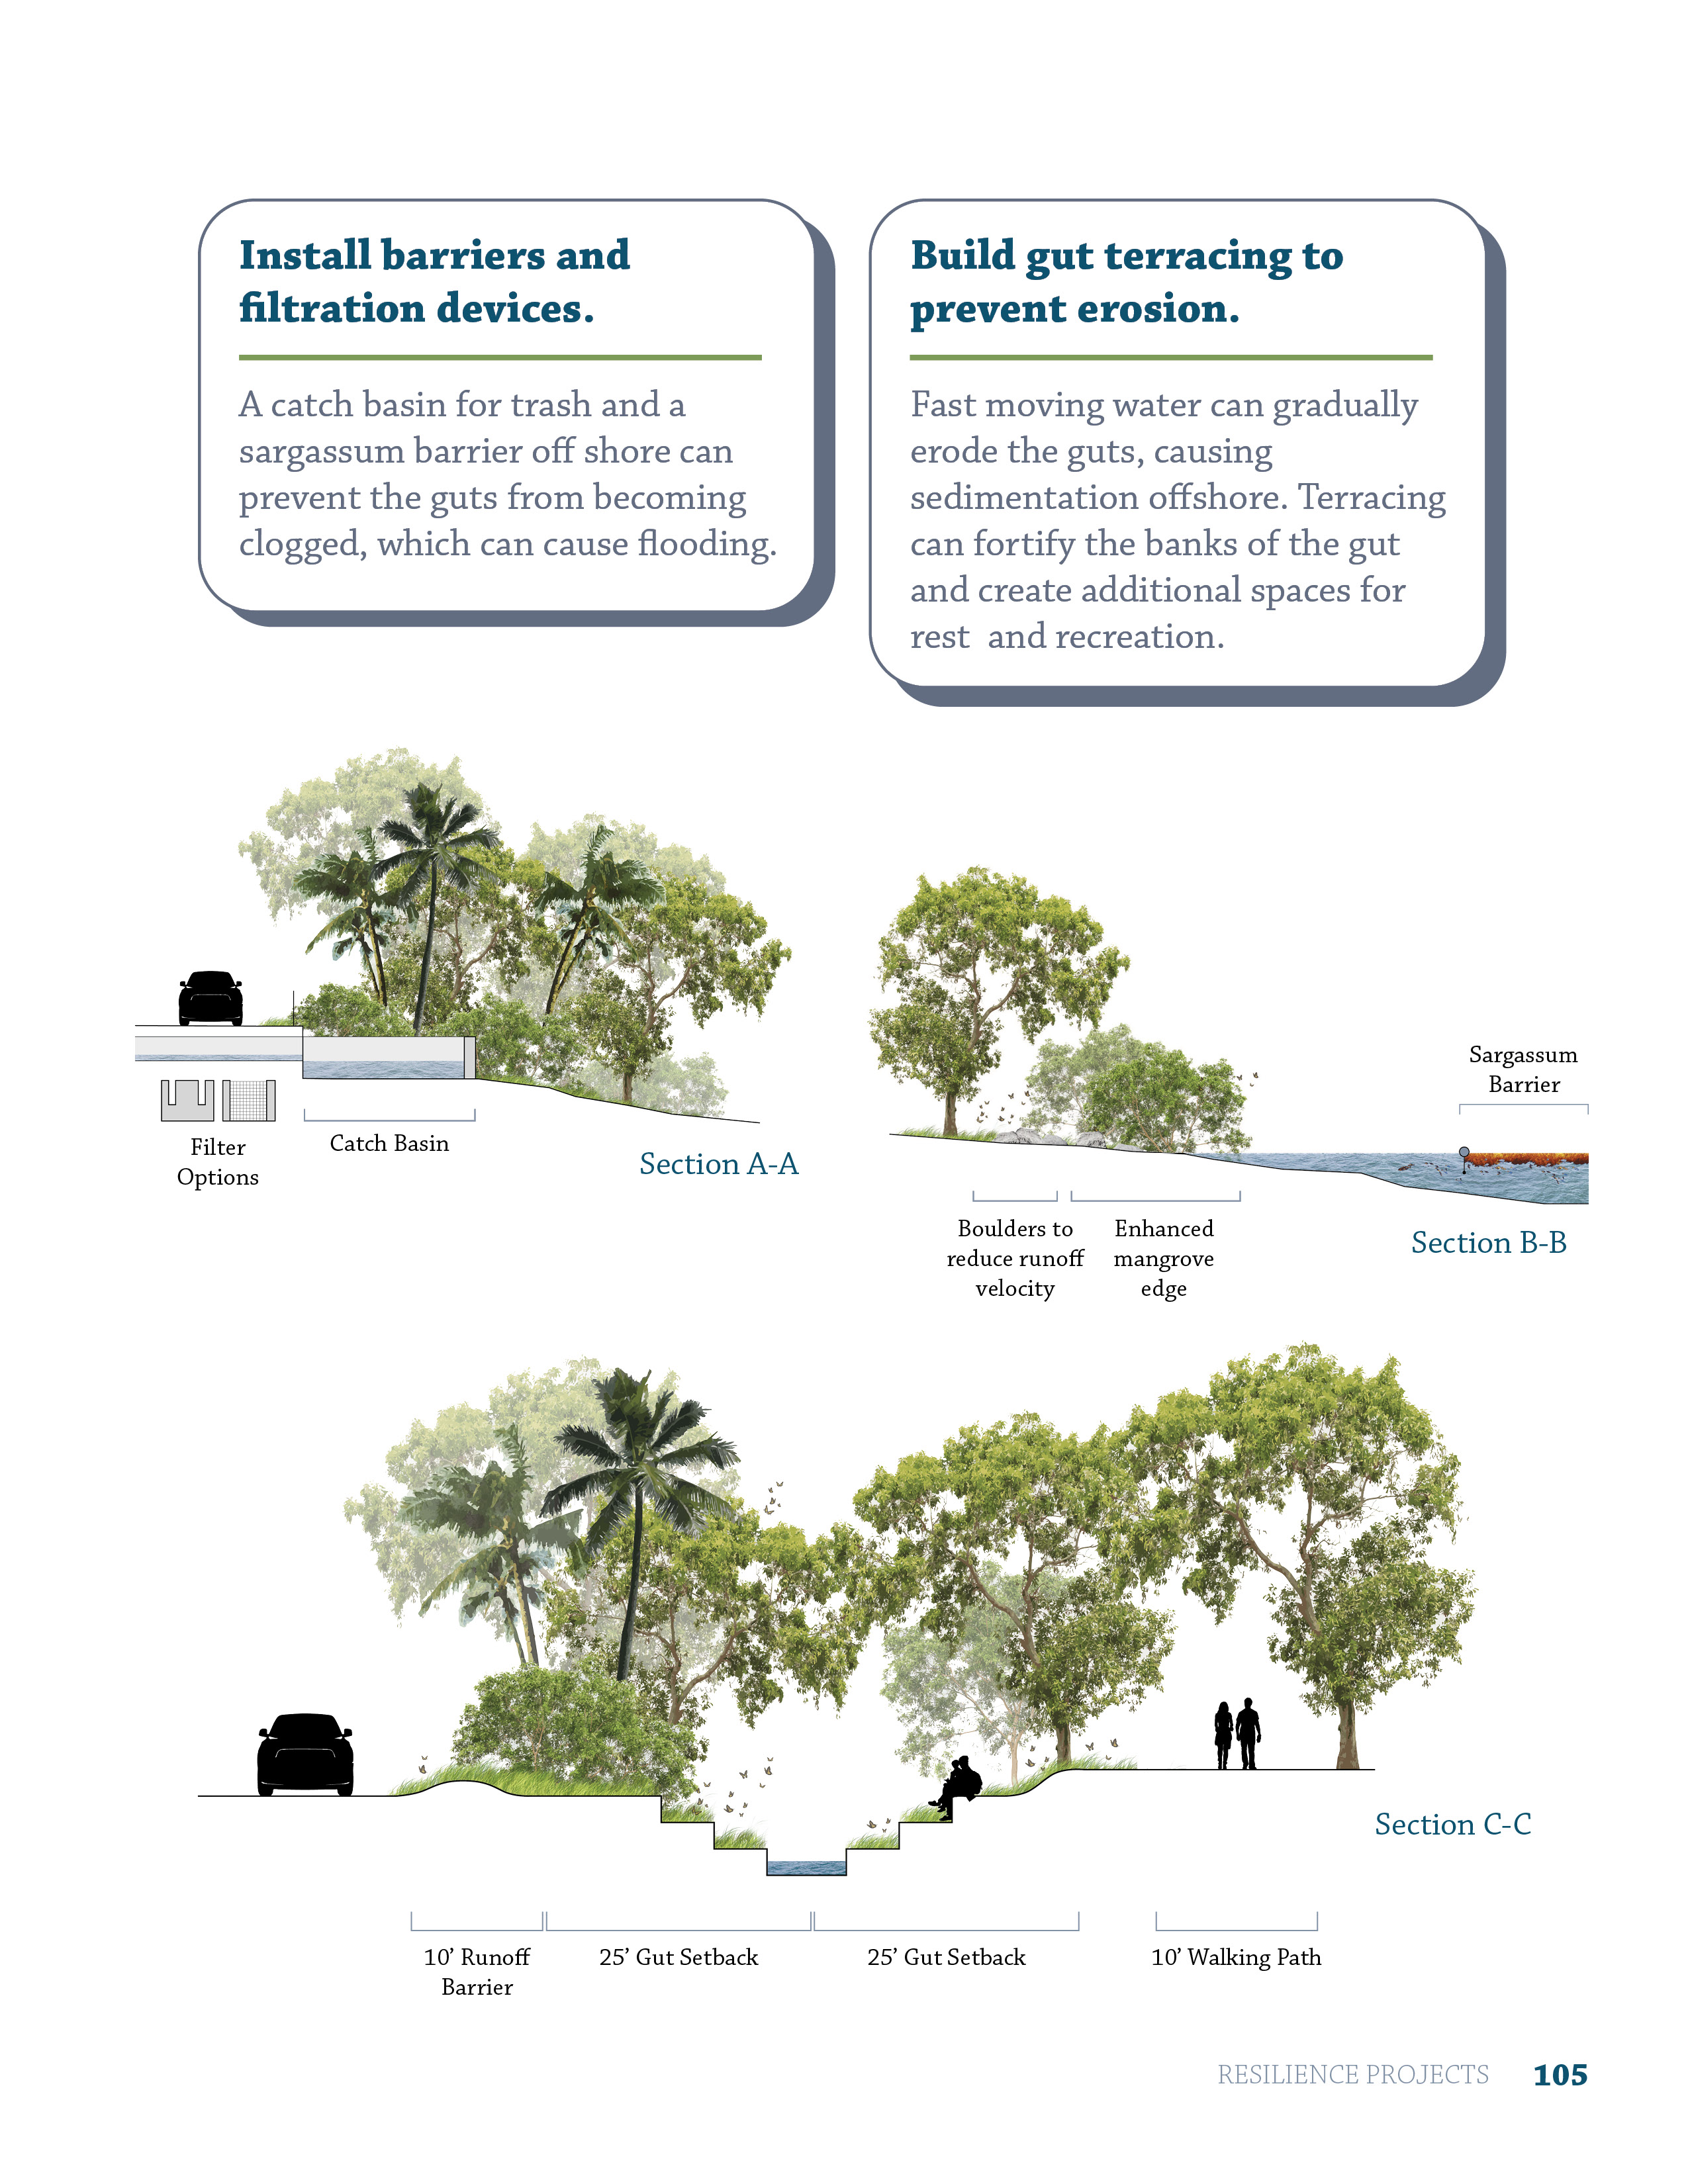 Install barriers and
filtration devices.
A catch basin for trash and a
sargassum barrier off shore can
prevent the guts from becoming
clogged, which can cause flooding.
Build gut terracing to
prevent erosion.
Fast moving water can gradually
erode the guts, causing
sedimentation offshore. Terracing
can fortify the banks of the gut
and create additional spaces for
rest  and recreation.
Filter
Options
Catch Basin
Section A-A
Sargassum
Barrier
Boulders to
reduce runoff
velocity
Enhanced
mangrove
edge
Section B-B
Section C-C
10’ Runoff
Barrier
25’ Gut Setback
25’ Gut Setback
10’ Walking Path
RESILIENCE PROJECTS 105